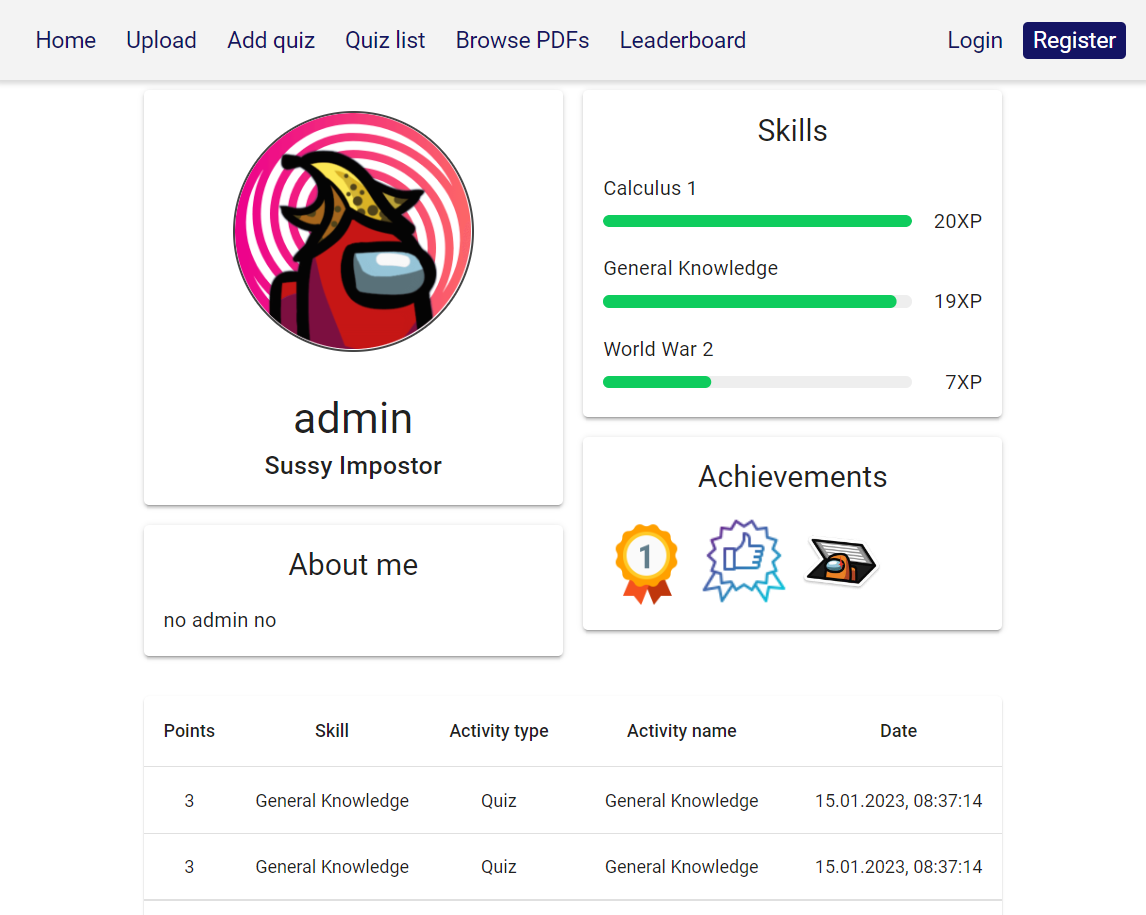 Home Upload Add quiz Quiz list Browse PDFs Leaderboard Login Register
admin
Sussy Impostor
About me
no admin no
Skills
Calculus 1
20XP
General Knowledge
19XP
World War 2
7XP
Achievements
1
Points Skill Activity type Activity name Date
3 General Knowledge Quiz General Knowledge 15.01.2023, 08:37:14
3 General Knowledge Quiz General Knowledge 15.01.2023, 08:37:14